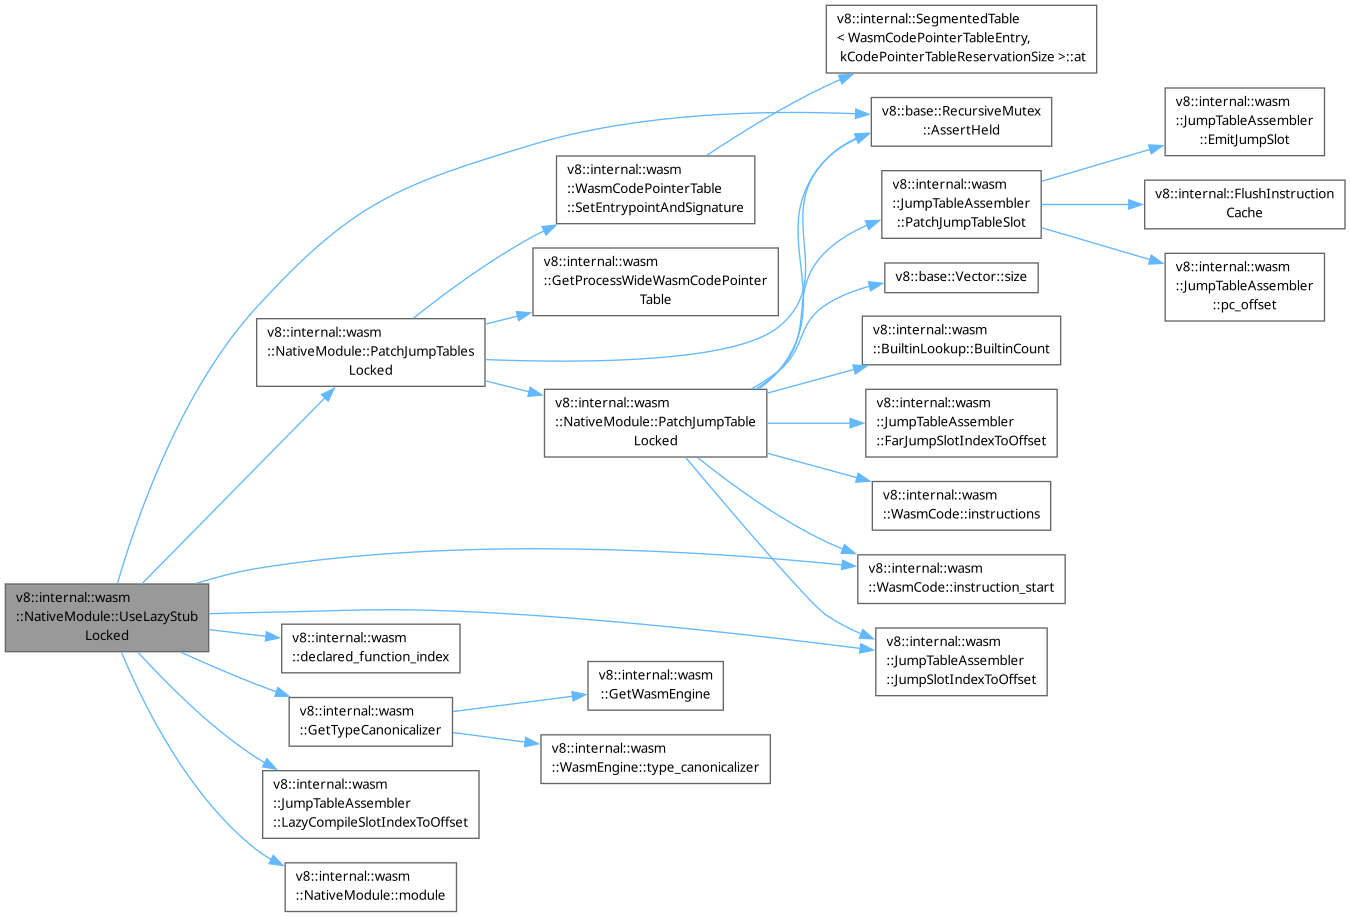 v8::internal::SegmentedTable
< WasmCodePointerTableEntry,
kCodePointerTableReservationSize >::at
v8::base::RecursiveMutex
::AssertHeld
v8::internal::wasm
::JumpTableAssembler
::EmitJumpSlot
v8::internal::wasm
::WasmCodePointerTable
::SetEntrypointAndSignature
v8::internal::wasm
::JumpTableAssembler
::PatchJumpTableSlot
v8::internal::FlushInstruction
Cache
v8::internal::wasm
::GetProcessWideWasmCodePointer
Table
v8::base::Vector::size
v8::internal::wasm
::JumpTableAssembler
::pc_offset
v8::internal::wasm
::NativeModule::PatchJumpTables
Locked
v8::internal::wasm
::BuiltinLookup::BuiltinCount
v8::internal::wasm
::NativeModule::PatchJumpTable
Locked
v8::internal::wasm
::JumpTableAssembler
::FarJumpSlotIndexToOffset
v8::internal::wasm
::WasmCode::instructions
v8::internal::wasm
::WasmCode::instruction_start
v8::internal::wasm
::NativeModule::UseLazyStub
Locked
v8::internal::wasm
::declared_function_index
v8::internal::wasm
::JumpTableAssembler
::JumpSlotIndexToOffset
v8::internal::wasm
::GetWasmEngine
v8::internal::wasm
::GetTypeCanonicalizer
v8::internal::wasm
::WasmEngine::type_canonicalizer
v8::internal::wasm
::JumpTableAssembler
::LazyCompileSlotIndexToOffset
v8::internal::wasm
::NativeModule::module